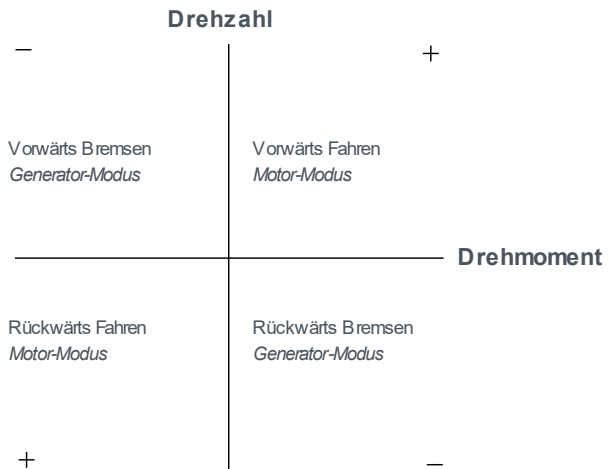 Drehzahl
− +
Vorwärts Bremsen
Generator-Modus
Vorwärts Fahren
Motor-Modus
Drehmoment
Rückwärts Fahren
Motor-Modus
Rückwärts Bremsen
Generator-Modus
+ −